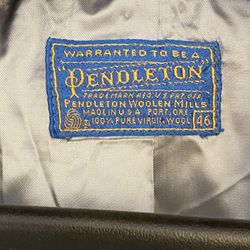 WARRANTED TO BE A
"PENDLETON"
TRADE MARK REG. U.S. PAT. OFF.
PENDLETON WOOLEN MILLS
MADE IN U.S.A. PORT., ORE.
100% PURE VIRGIN WOOL 46